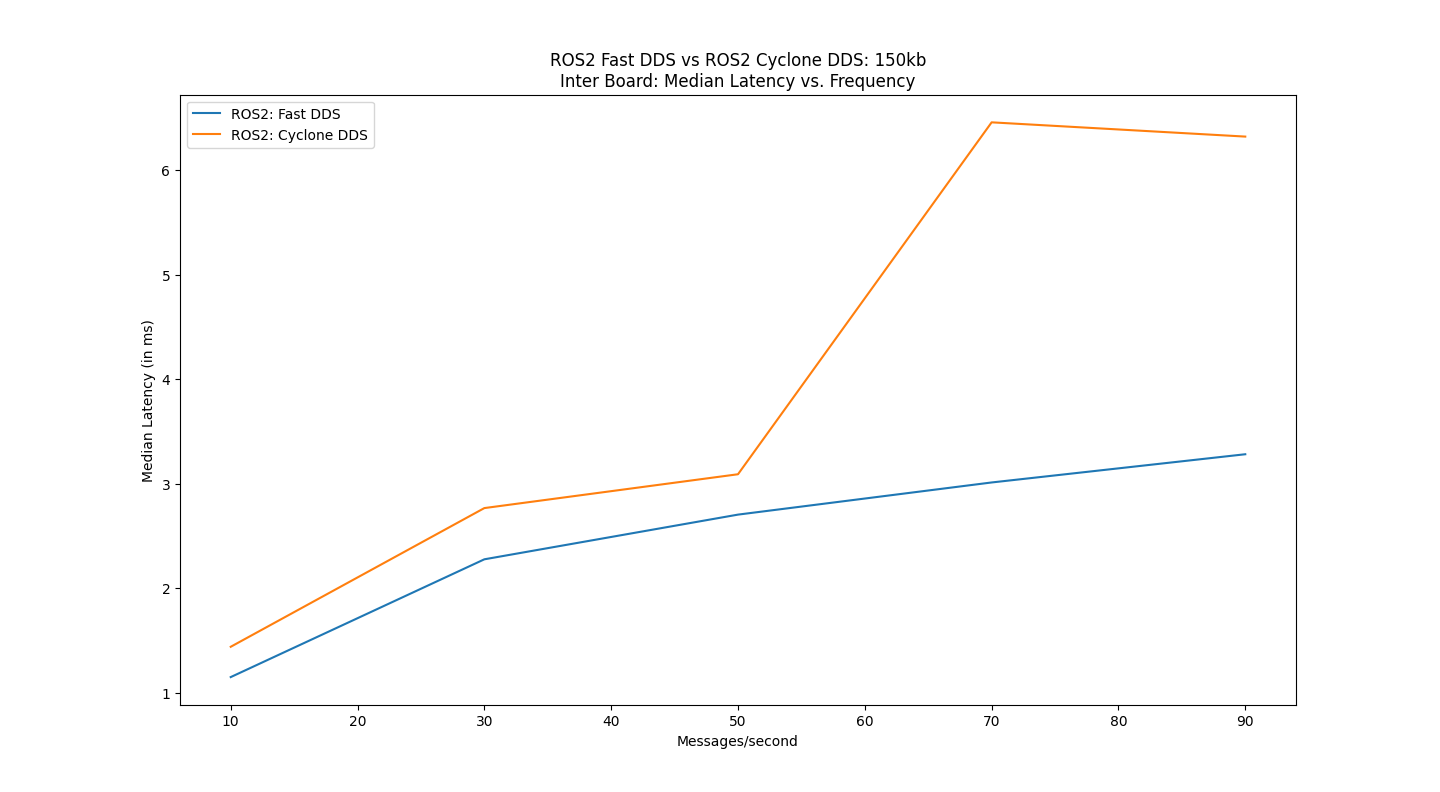 ROS2 Fast DDS vs ROS2 Cyclone DDS: 150kb
Inter Board: Median Latency vs. Frequency
ROS2: Fast DDS
ROS2: Cyclone DDS
Median Latency (in ms)
6
5
4
3
2
1
10 20 30 40 50 60 70 80 90
Messages/second